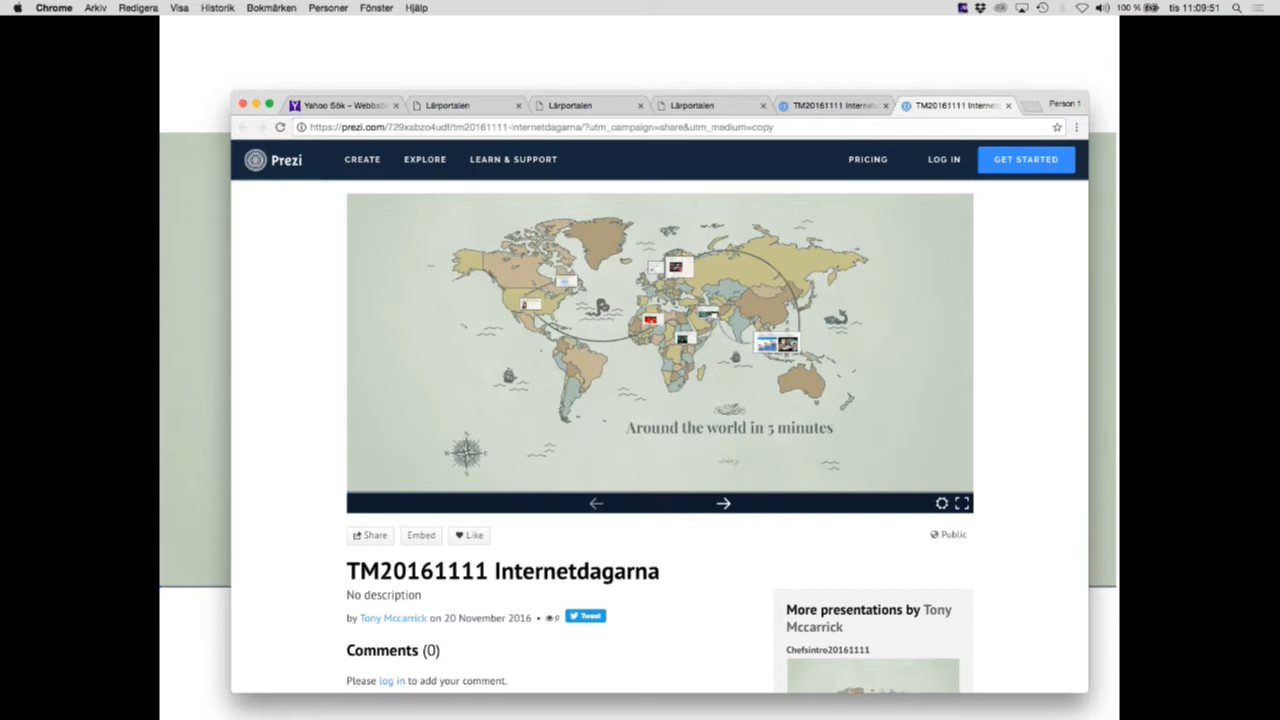 Chrome Arkiv Redigera Visa Historik Bokmärken Personer Fönster Hjälp 100 % tis 11:09:51
Yahoo Sök – Lärportalen Lärportalen Lärportalen TM20161111 TM20161111 Person 1
https://prezi.com/729xabzo4udf/tm20161111-internetdagarna/?utm_campaign=share&utm_medium=copy
Prezi CREATE EXPLORE LEARN & SUPPORT PRICING LOG IN GET STARTED
Around the world in 5 minutes
Share Embed Like Public
TM20161111 Internetdagarna
No description
by Tony Mccarrick on 20 November 2016 • 9 Tweet
Comments (0)
Please log in to add your comment.
More presentations by Tony
Mccarrick
Chefsintro20161111